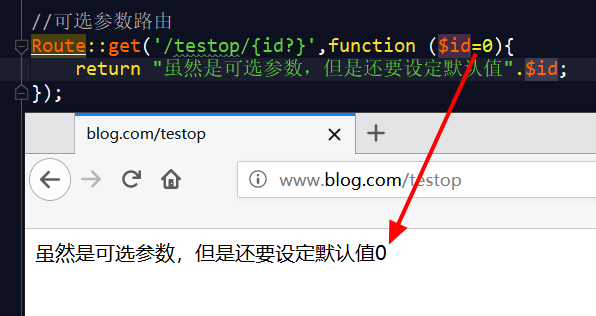 //可选参数路由
Route::get('/testop/{id?}',function ($id=0){
return "虽然是可选参数，但是还要设定默认值".$id;
});
blog.com/testop
www.blog.com/testop
虽然是可选参数，但是还要设定默认值0